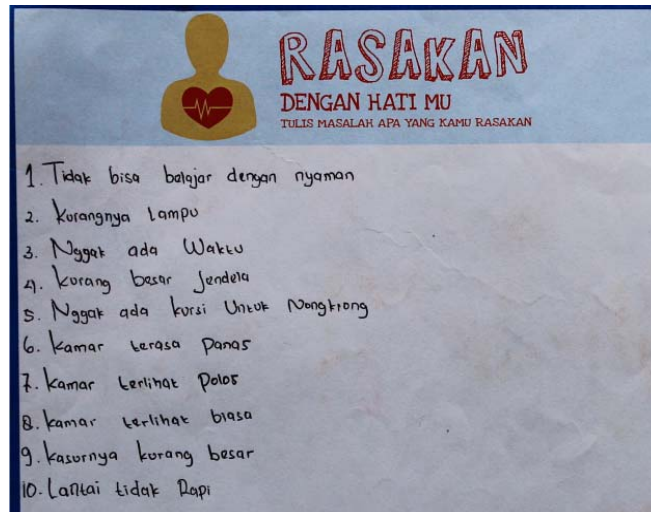 RASAKAN
DENGAN HATI MU
TULIS MASALAH APA YANG KAMU RASAKAN
1. Tidak bisa belajar dengan nyaman
2. Kurangnya Lampu
3. Nggak ada Waktu
4. Kurang besar Jendela
5. Nggak ada kursi Untuk Nongkrong
6. Kamar terasa Panas
7. Kamar terlihat Polos
8. Kamar terlihat biasa
9. Kasurnya kurang besar
10. Lantai tidak Rapi